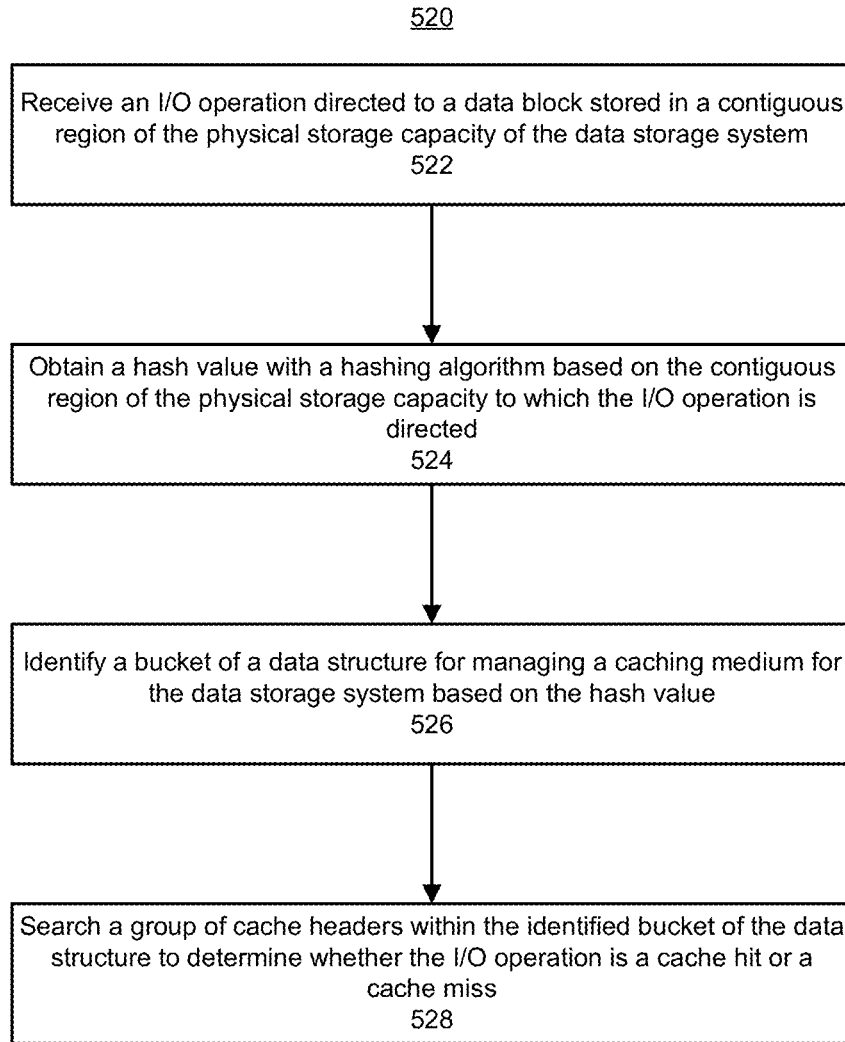 520
Receive an I/O operation directed to a data block stored in a contiguous
region of the physical storage capacity of the data storage system
522
Obtain a hash value with a hashing algorithm based on the contiguous
region of the physical storage capacity to which the I/O operation is
directed
524
Identify a bucket of a data structure for managing a caching medium for
the data storage system based on the hash value
526
Search a group of cache headers within the identified bucket of the data
structure to determine whether the I/O operation is a cache hit or a
cache miss
528